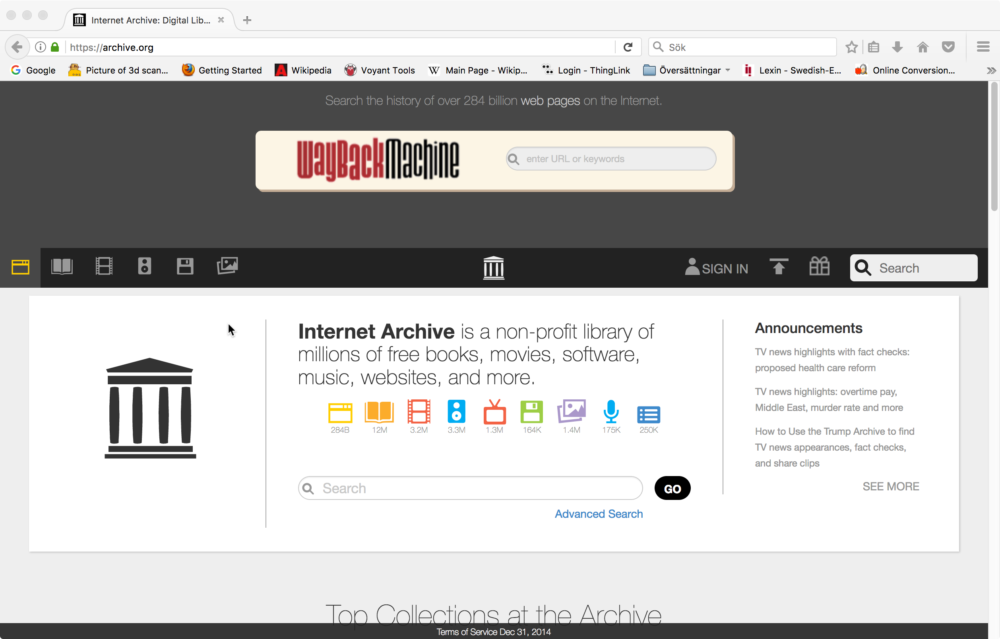 Internet Archive: Digital Lib...
https://archive.org
Sök
Google Picture of 3d scan... Getting Started Wikipedia Voyant Tools Main Page - Wikip... Login - ThingLink Översättningar Lexin - Swedish-E... Online Conversion...
Search the history of over 284 billion web pages on the Internet.
WayBackMachine enter URL or keywords
SIGN IN Search
Internet Archive is a non-profit library of
millions of free books, movies, software,
music, websites, and more.
284B 12M 3.2M 3.3M 1.3M 164K 1.4M 175K 250K
Search GO
Advanced Search
Announcements
TV news highlights with fact checks:
proposed health care reform
TV news highlights: overtime pay,
Middle East, murder rate and more
How to Use the Trump Archive to find
TV news appearances, fact checks,
and share clips
SEE MORE
Top Collections at the Archive
Terms of Service Dec 31, 2014